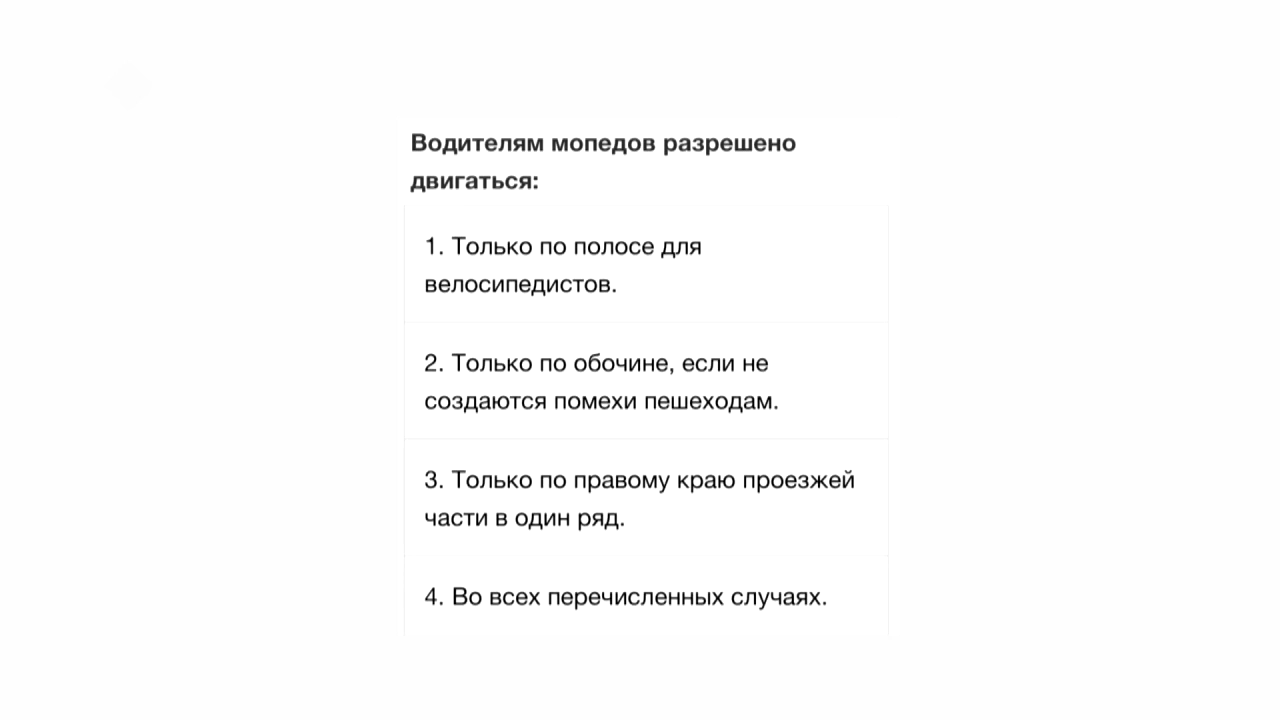 Водителям мопедов разрешено
двигаться:
1. Только по полосе для
велосипедистов.
2. Только по обочине, если не
создаются помехи пешеходам.
3. Только по правому краю проезжей
части в один ряд.
4. Во всех перечисленных случаях.